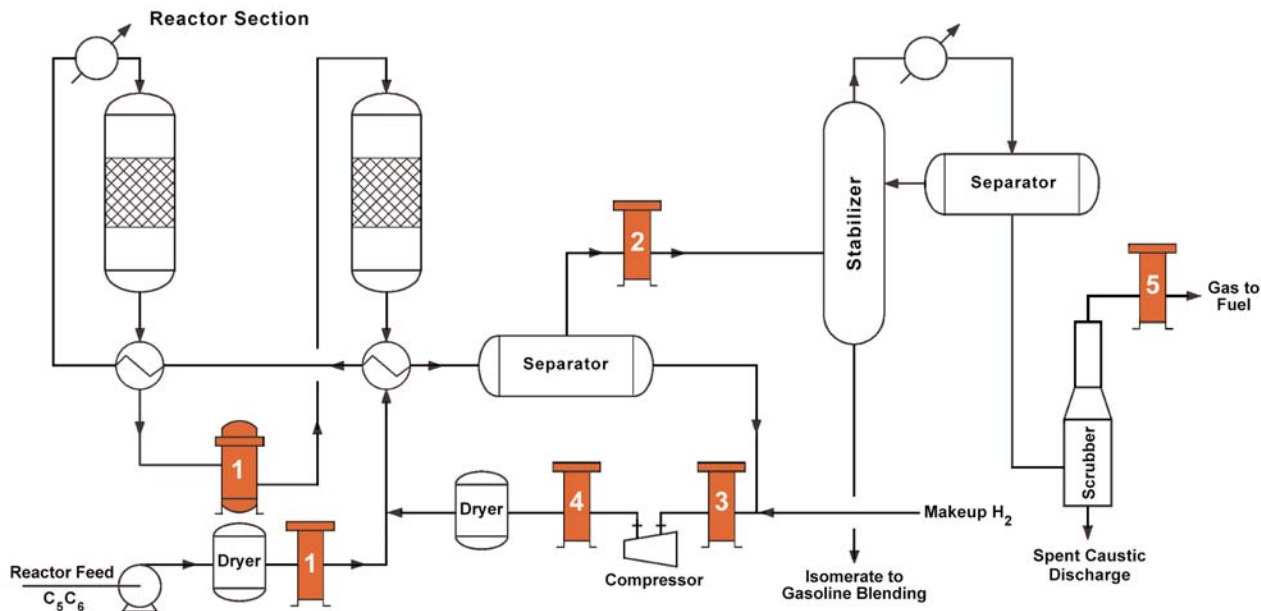 Reactor Section
Separator
2
Stabilizer
5
Gas to
Fuel
Separator
1
Scrubber
Dryer
4
3
Makeup H₂
Compressor
Dryer
1
Reactor Feed
C₅C₆
Isomerate to
Gasoline Blending
Spent Caustic
Discharge